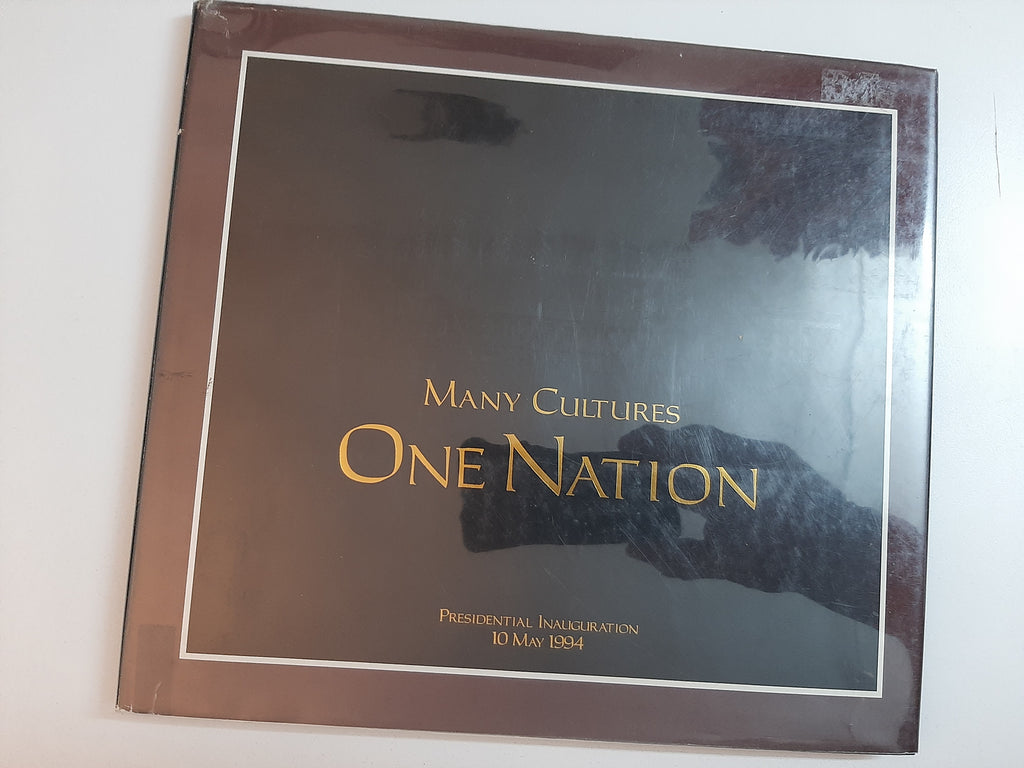 Many Cultures
One Nation
Presidential Inauguration
10 May 1994